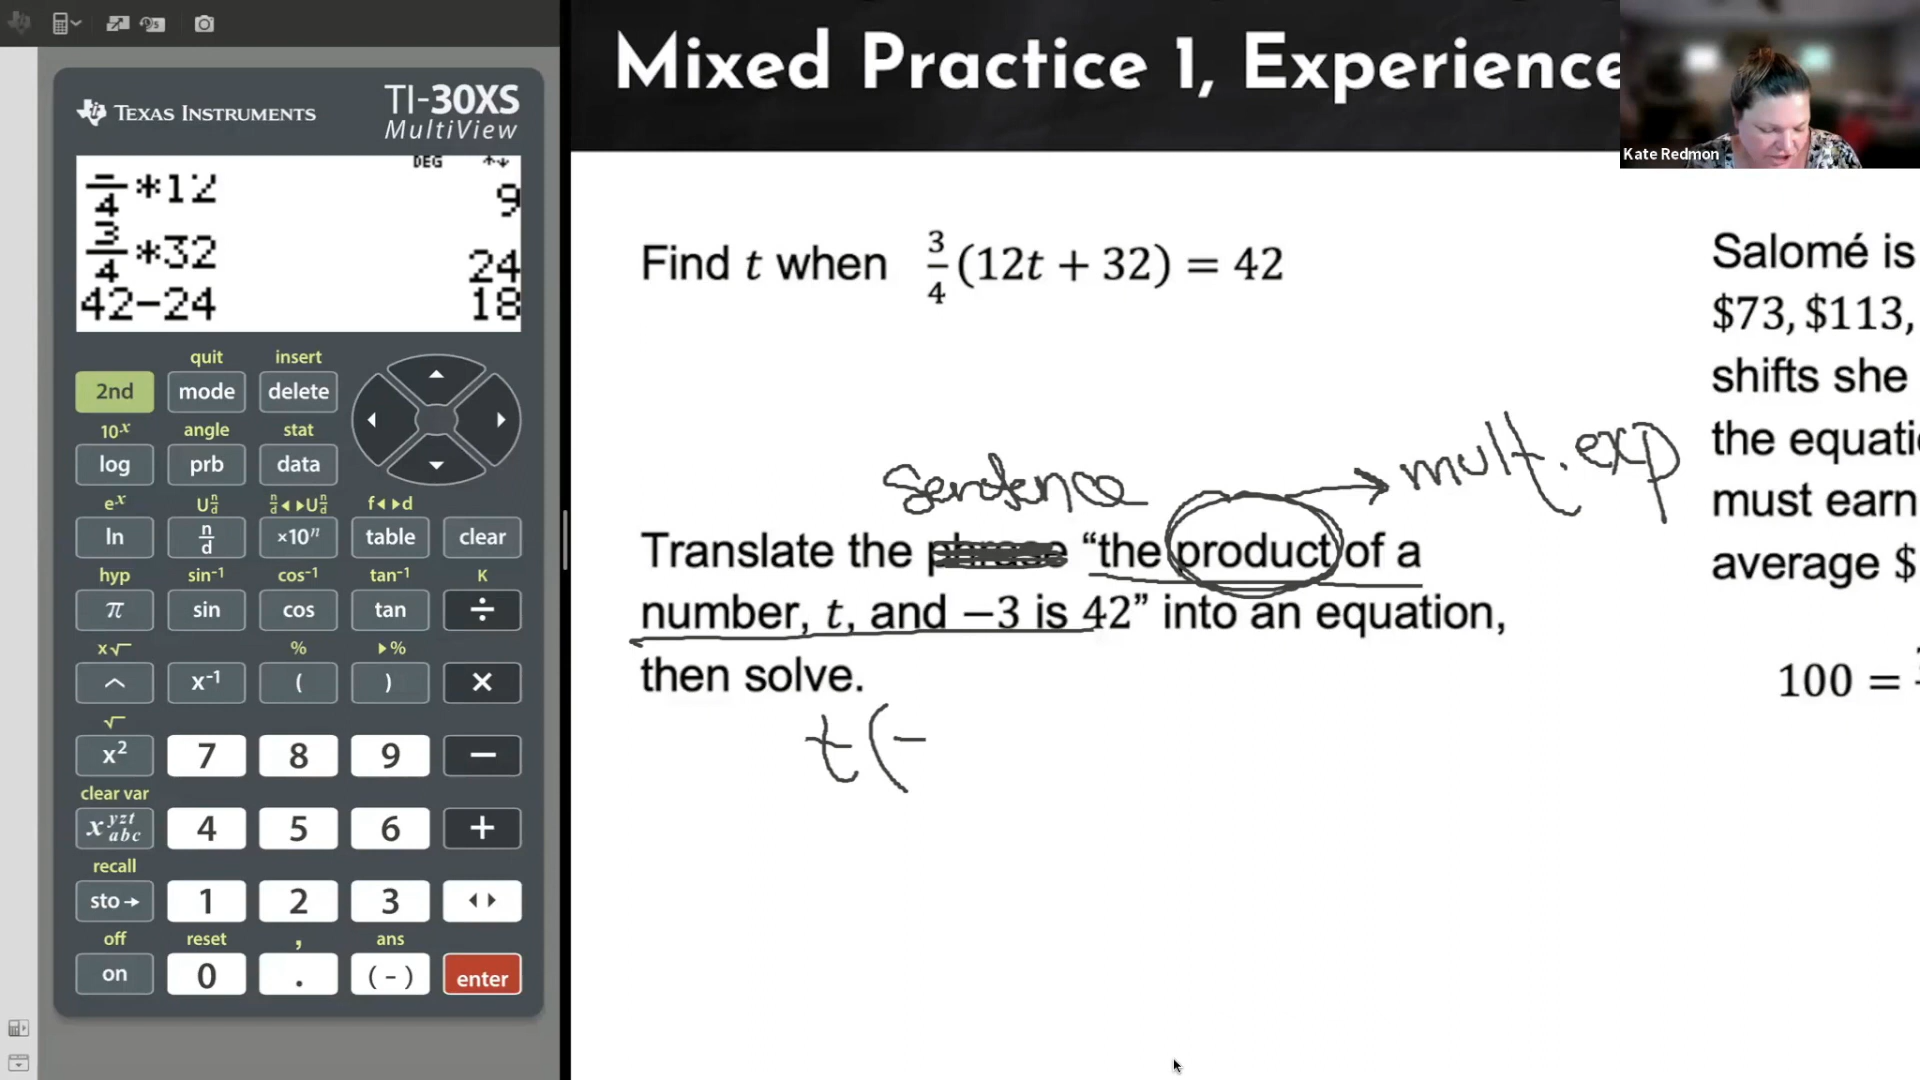 TEXAS INSTRUMENTS
TI-30XS
MultiView
DEG
4 *12
9
3
4 *32
24
42-24
18
quit insert
2nd mode delete
10ˣ angle stat
log prb data
eˣ U n/d n/d ◄►U n/d f◄►d
ln n/d ×10ⁿ table clear
hyp sin⁻¹ cos⁻¹ tan⁻¹ K
π sin cos tan ÷
x√ % ►%
^ x⁻¹ ( ) ×
√
x² 7 8 9 −
clear var
x yzt abc 4 5 6 +
recall
sto→ 1 2 3 ◄►
off reset , ans
on 0 . (-) enter
Mixed Practice 1, Experience
Kate Redmon
Find t when 3/4(12t + 32) = 42
Sentence
mult. exp
Translate the phrase “the product of a
number, t, and −3 is 42” into an equation,
then solve.
t(-
Salomé is
$73, $113,
shifts she
the equati
must earn
average $
100 =